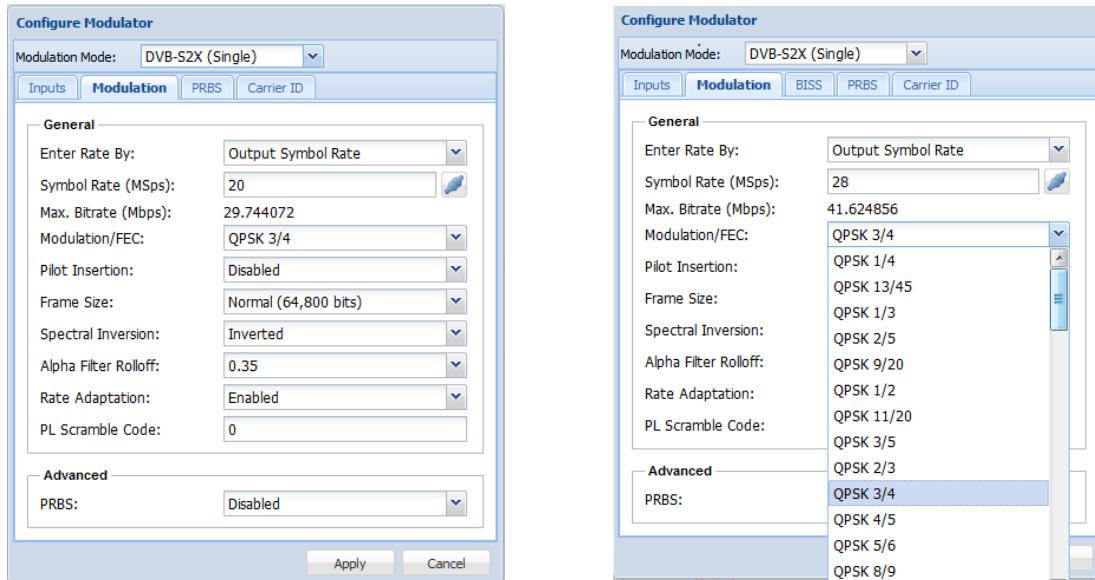 Configure Modulator
Modulation Mode: DVB-S2X (Single)
Inputs Modulation PRBS Carrier ID
General
Enter Rate By: Output Symbol Rate
Symbol Rate (MSps): 20
Max. Bitrate (Mbps): 29.744072
Modulation/FEC: QPSK 3/4
Pilot Insertion: Disabled
Frame Size: Normal (64,800 bits)
Spectral Inversion: Inverted
Alpha Filter Rolloff: 0.35
Rate Adaptation: Enabled
PL Scramble Code: 0
Advanced
PRBS: Disabled
Apply Cancel
Configure Modulator
Modulation Mode: DVB-S2X (Single)
Inputs Modulation BISS PRBS Carrier ID
General
Enter Rate By: Output Symbol Rate
Symbol Rate (MSps): 28
Max. Bitrate (Mbps): 41.624856
Modulation/FEC: QPSK 3/4
Pilot Insertion:
Frame Size:
Spectral Inversion:
Alpha Filter Rolloff:
Rate Adaptation:
PL Scramble Code:
Advanced
PRBS:
QPSK 1/4
QPSK 13/45
QPSK 1/3
QPSK 2/5
QPSK 9/20
QPSK 1/2
QPSK 11/20
QPSK 3/5
QPSK 2/3
QPSK 3/4
QPSK 4/5
QPSK 5/6
QPSK 8/9